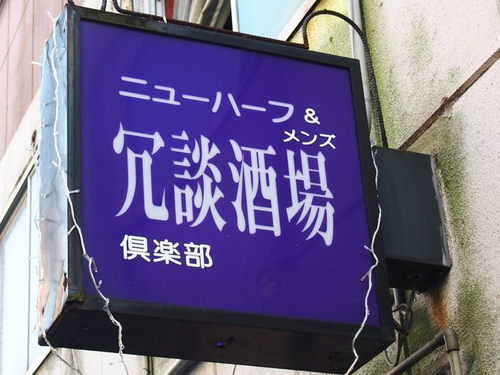 ニューハーフ &
メンズ
冗談酒場
倶楽部